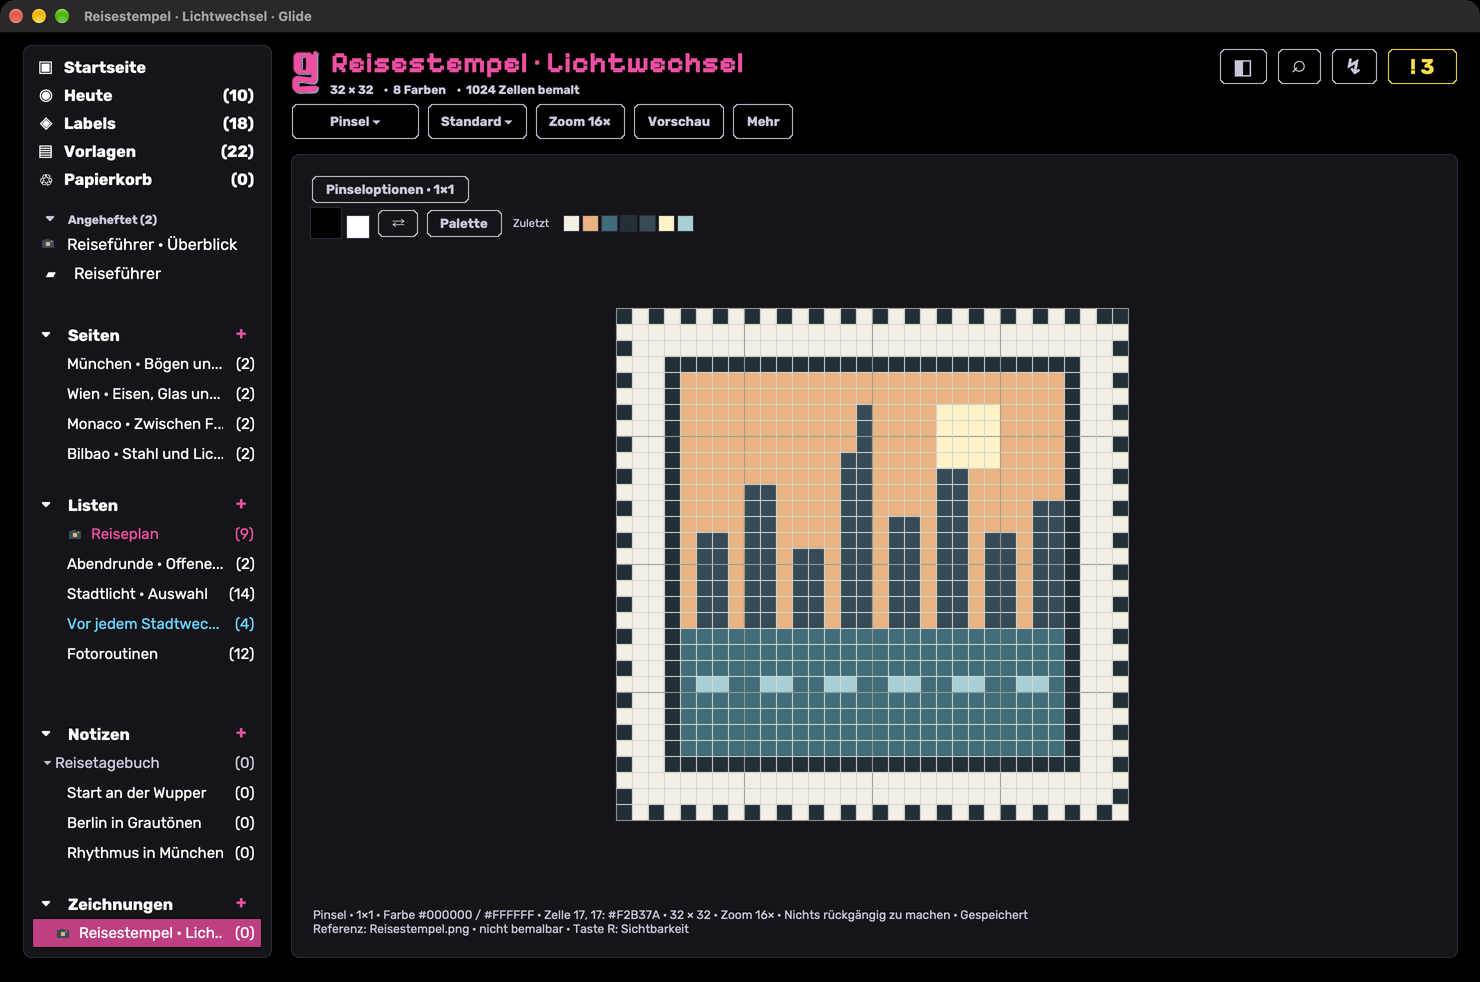 Reisestempel · Lichtwechsel · Glide
Startseite
Heute (10)
Labels (18)
Vorlagen (22)
Papierkorb (0)
Angeheftet (2)
Reiseführer • Überblick
Reiseführer
Seiten +
München • Bögen un... (2)
Wien • Eisen, Glas un... (2)
Monaco • Zwischen F... (2)
Bilbao • Stahl und Lic... (2)
Listen +
Reiseplan (9)
Abendrunde • Offene... (2)
Stadtlicht • Auswahl (14)
Vor jedem Stadtwec... (4)
Fotoroutinen (12)
Notizen +
Reisetagebuch (0)
Start an der Wupper (0)
Berlin in Grautönen (0)
Rhythmus in München (0)
Zeichnungen +
Reisestempel • Lich.. (0)
g Reisestempel · Lichtwechsel
32 × 32 • 8 Farben • 1024 Zellen bemalt
! 3
Pinsel Standard Zoom 16× Vorschau Mehr
Pinseloptionen • 1×1
Palette Zuletzt
Pinsel • 1×1 • Farbe #000000 / #FFFFFF • Zelle 17, 17: #F2B37A • 32 × 32 • Zoom 16× • Nichts rückgängig zu machen • Gespeichert
Referenz: Reisestempel.png • nicht bemalbar • Taste R: Sichtbarkeit